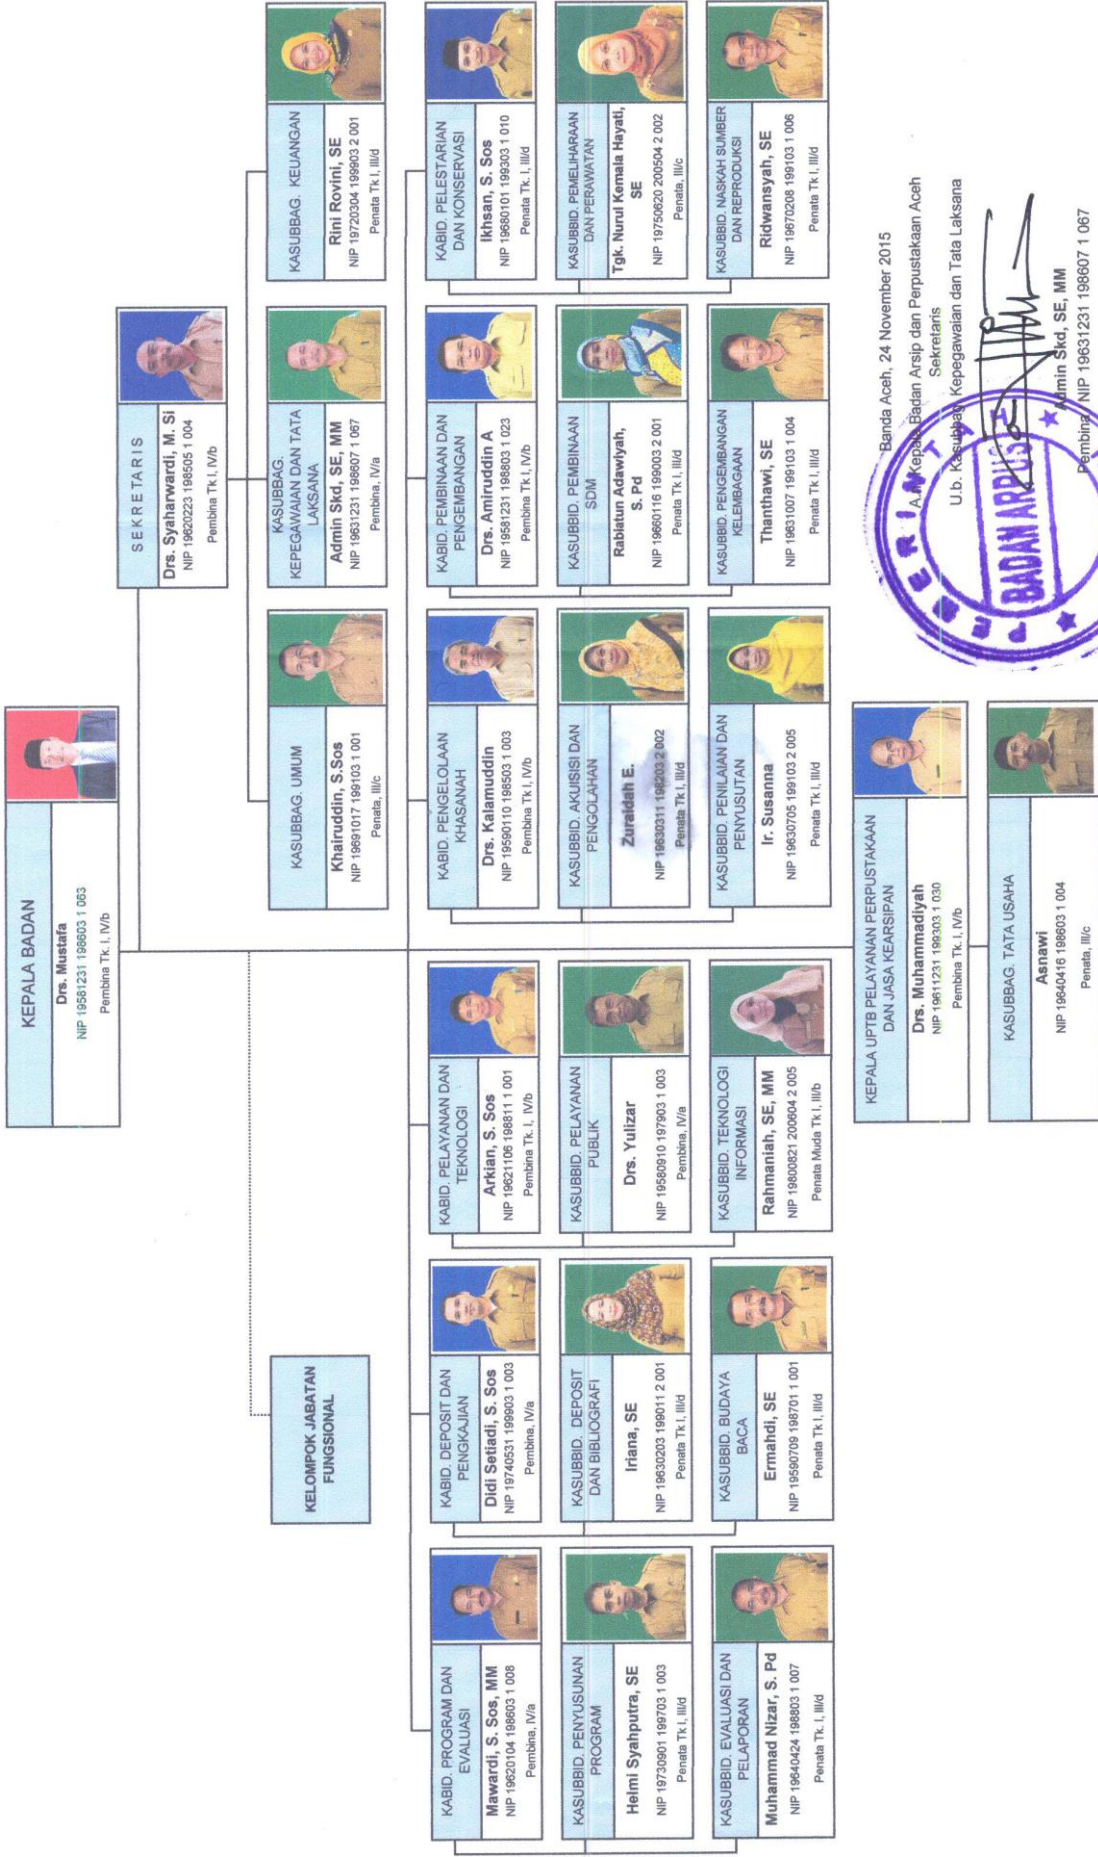 KEPALA BADAN
Drs. Mustafa
NIP 19581231 198603 1 063
Pembina Tk. I, IV/b
SEKRETARIS
Drs. Syaharwardi, M. Si
NIP 19620223 198505 1 004
Pembina Tk I, IV/b
KELOMPOK JABATAN
FUNGSIONAL
KASUBBAG. UMUM
Khairuddin, S.Sos
NIP 19691017 199103 1 001
Penata, III/c
KASUBBAG.
KEPEGAWAIAN DAN TATA
LAKSANA
Admin Skd, SE, MM
NIP 19631231 198607 1 067
Pembina, IV/a
KASUBBAG. KEUANGAN
Rini Rovini, SE
NIP 19720304 199903 2 001
Penata Tk I, III/d
KABID. PROGRAM DAN
EVALUASI
Mawardi, S. Sos, MM
NIP 19620104 198603 1 008
Pembina, IV/a
KABID. DEPOSIT DAN
PENGKAJIAN
Didi Setiadi, S. Sos
NIP 19740531 199903 1 003
Pembina, IV/a
KABID. PELAYANAN DAN
TEKNOLOGI
Arkian, S. Sos
NIP 19621106 198811 1 001
Pembina Tk. I, IV/b
KABID. PENGELOLAAN
KHASANAH
Drs. Kalamuddin
NIP 19590110 198503 1 003
Pembina Tk I, IV/b
KABID. PEMBINAAN DAN
PENGEMBANGAN
Drs. Amiruddin A
NIP 19581231 198803 1 023
Pembina Tk I, IV/b
KABID. PELESTARIAN
DAN KONSERVASI
Ikhsan, S. Sos
NIP 19680101 199303 1 010
Penata Tk. I, III/d
KASUBBID. PENYUSUNAN
PROGRAM
Helmi Syahputra, SE
NIP 19730901 199703 1 003
Penata Tk I, III/d
KASUBBID. DEPOSIT
DAN BIBLIOGRAFI
Iriana, SE
NIP 19630203 199011 2 001
Penata Tk I, III/d
KASUBBID. PELAYANAN
PUBLIK
Drs. Yulizar
NIP 19580910 197903 1 003
Pembina, IV/a
KASUBBID. AKUISISI DAN
PENGOLAHAN
Zuraidah E.
NIP 19630311 198203 2 002
Penata Tk I, III/d
KASUBBID. PEMBINAAN
SDM
Rabiatun Adawiyah,
S. Pd
NIP 19660116 199003 2 001
Penata Tk I, III/d
KASUBBID. PEMELIHARAAN
DAN PERAWATAN
Tgk. Nurul Kemala Hayati,
SE
NIP 19750620 200504 2 002
Penata, III/c
KASUBBID. EVALUASI DAN
PELAPORAN
Muhammad Nizar, S. Pd
NIP 19640424 198803 1 007
Penata Tk. I, III/d
KASUBBID. BUDAYA
BACA
Ermahdi, SE
NIP 19590709 198701 1 001
Penata Tk I, III/d
KASUBBID. TEKNOLOGI
INFORMASI
Rahmaniah, SE, MM
NIP 19800821 200604 2 005
Penata Muda Tk I, III/b
KASUBBID. PENILAIAN DAN
PENYUSUTAN
Ir. Susanna
NIP 19630705 199103 2 005
Penata Tk I, III/d
KASUBBID. PENGEMBANGAN
KELEMBAGAAN
Thanthawi, SE
NIP 19631007 199103 1 004
Penata Tk I, III/d
KASUBBID. NASKAH SUMBER
DAN REPRODUKSI
Ridwansyah, SE
NIP 19670208 199103 1 006
Penata Tk I, III/d
KEPALA UPTB PELAYANAN PERPUSTAKAAN
DAN JASA KEARSIPAN
Drs. Muhammadiyah
NIP 19611231 199303 1 030
Pembina Tk. I, IV/b
KASUBBAG. TATA USAHA
Asnawi
NIP 19640416 198603 1 004
Penata, III/c
Banda Aceh, 24 November 2015
A.n. Kepala Badan Arsip dan Perpustakaan Aceh
Sekretaris
U.b. Kasubbag. Kepegawaian dan Tata Laksana
PEMERINTA
BADAN ARPUS
Admin Skd, SE, MM
Pembina, NIP 19631231 198607 1 067